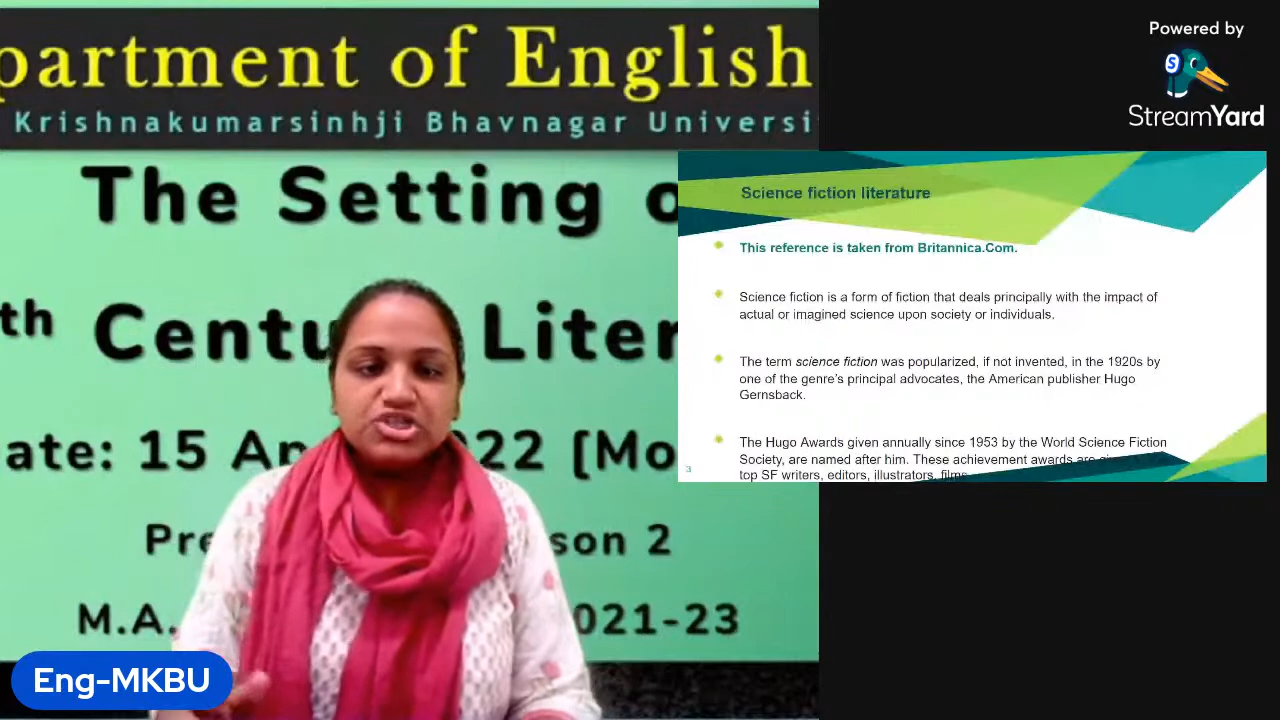 partment of English
Krishnakumarsinhji Bhavnagar Universi
The Setting o
th Centu Liter
ate: 15 Ap 022 [Mo
Pre son 2
M.A. 021-23
Eng-MKBU
Powered by
StreamYard
Science fiction literature
This reference is taken from Britannica.Com.
Science fiction is a form of fiction that deals principally with the impact of
actual or imagined science upon society or individuals.
The term science fiction was popularized, if not invented, in the 1920s by
one of the genre's principal advocates, the American publisher Hugo
Gernsback.
The Hugo Awards given annually since 1953 by the World Science Fiction
Society, are named after him. These achievement awards are
top SF writers, editors, illustrators, films
3